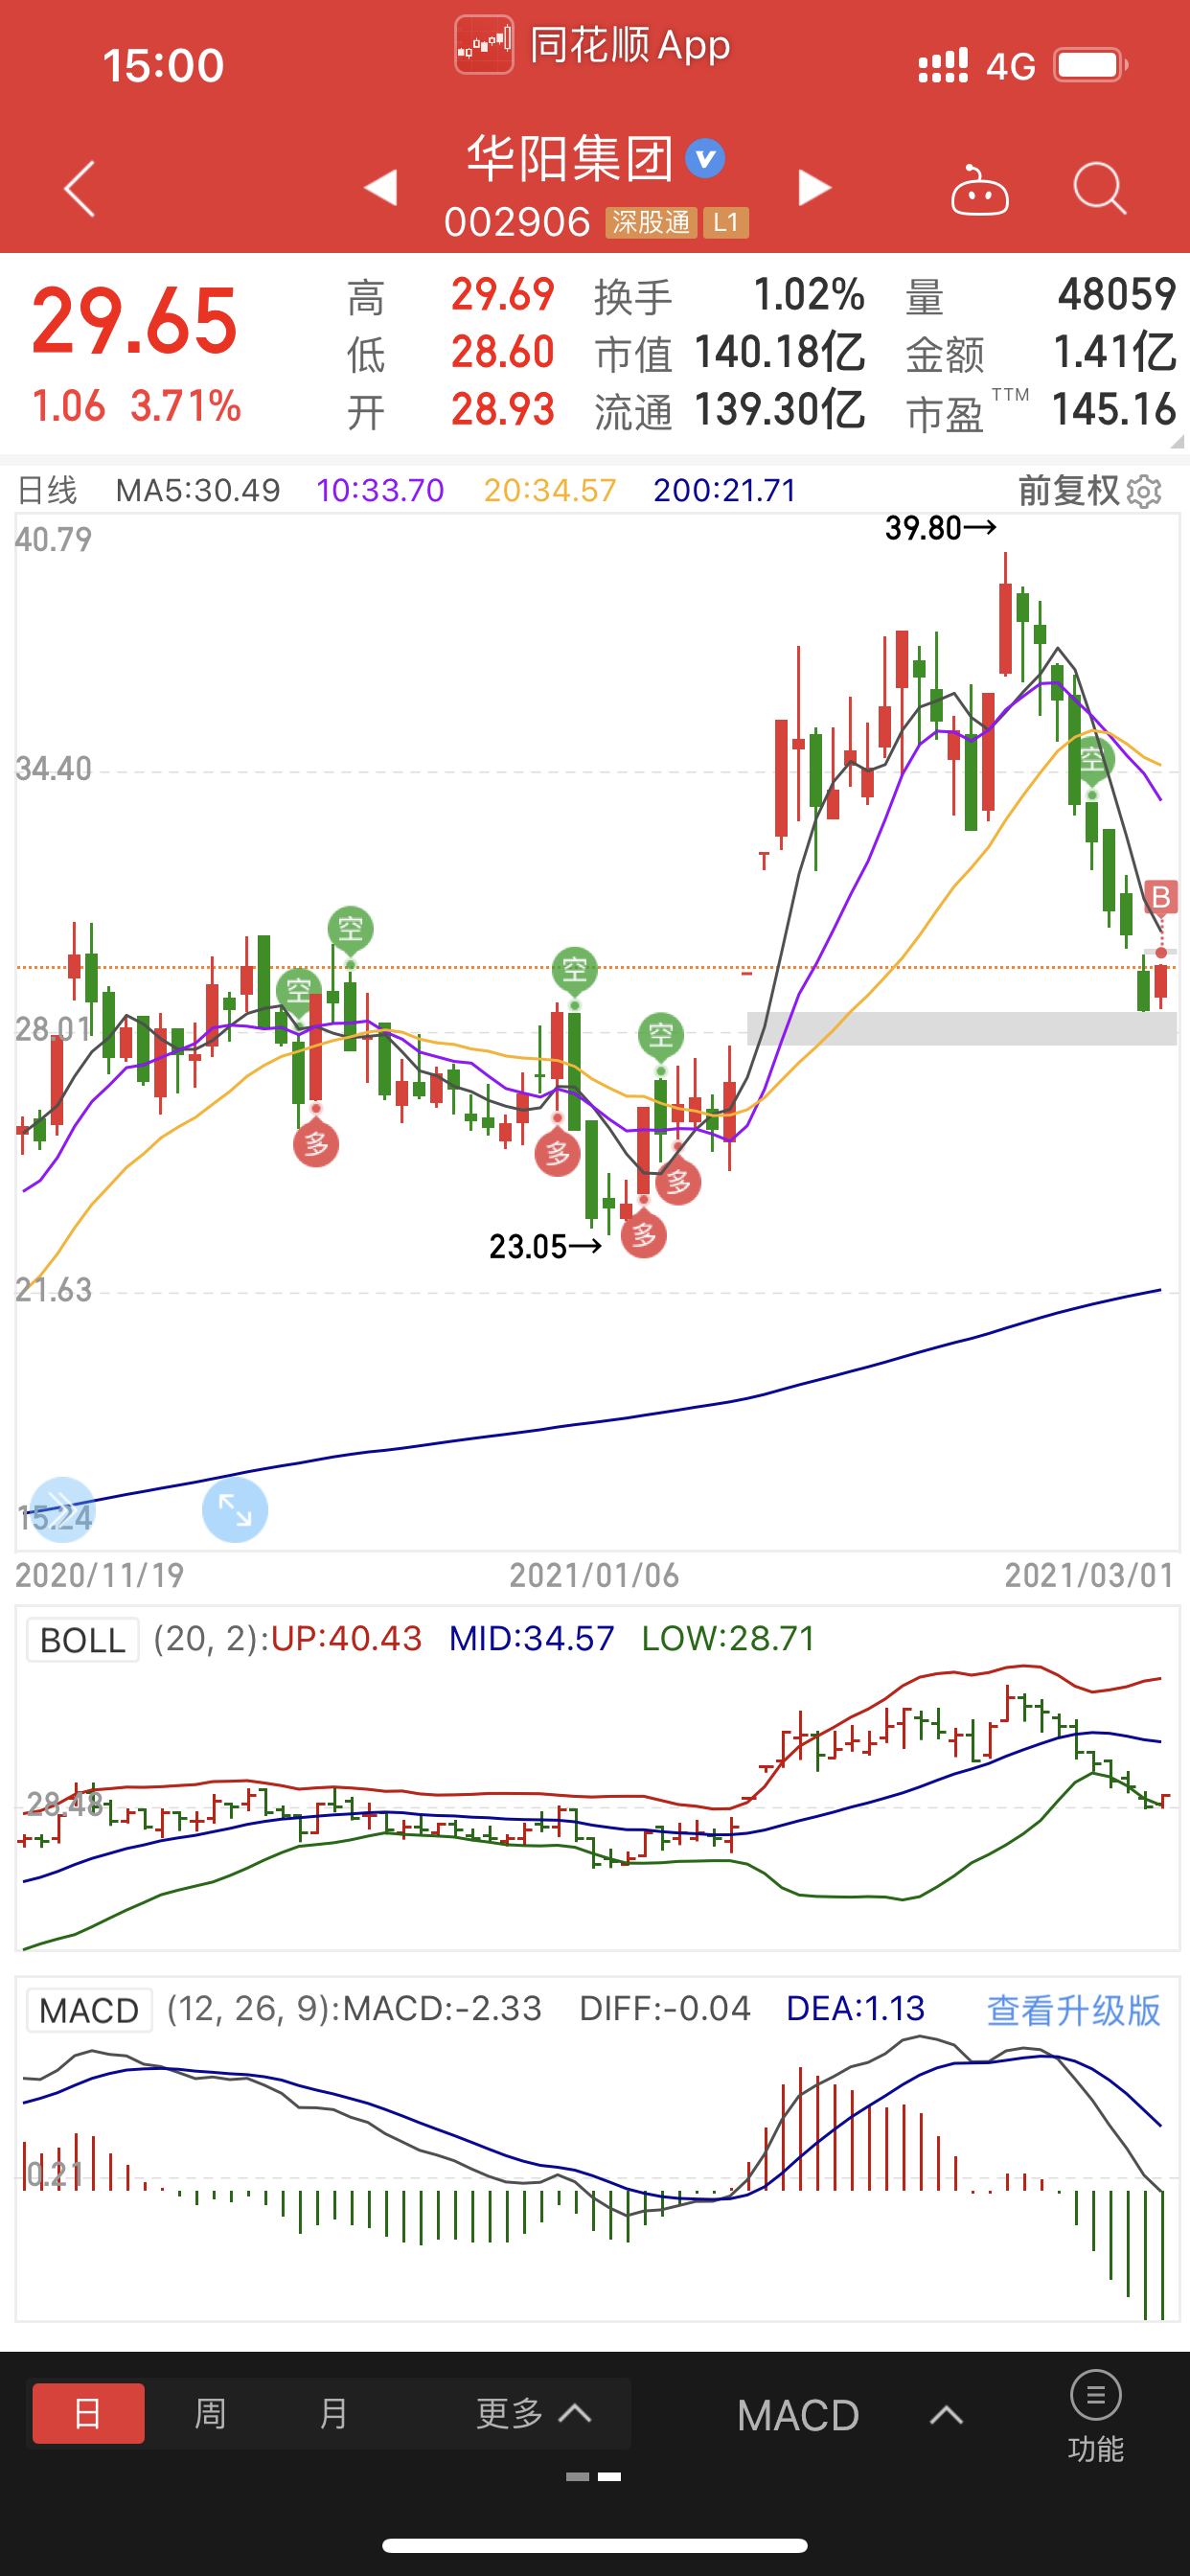 15:00 同花顺App 4G
华阳集团
002906 深股通 L1
29.65 高 29.69 换手 1.02% 量 48059
低 28.60 市值 140.18亿 金额 1.41亿
1.06 3.71% 开 28.93 流通 139.30亿 市盈 TTM 145.16
日线 MA5:30.49 10:33.70 20:34.57 200:21.71 前复权
39.80
40.79
34.40
空
B
空
空
空
28.01
空
多
多
多
23.05
多
21.63
15.24
2020/11/19 2021/01/06 2021/03/01
BOLL (20, 2):UP:40.43 MID:34.57 LOW:28.71
28.48
MACD (12, 26, 9):MACD:-2.33 DIFF:-0.04 DEA:1.13 查看升级版
0.21
日 周 月 更多 MACD
功能